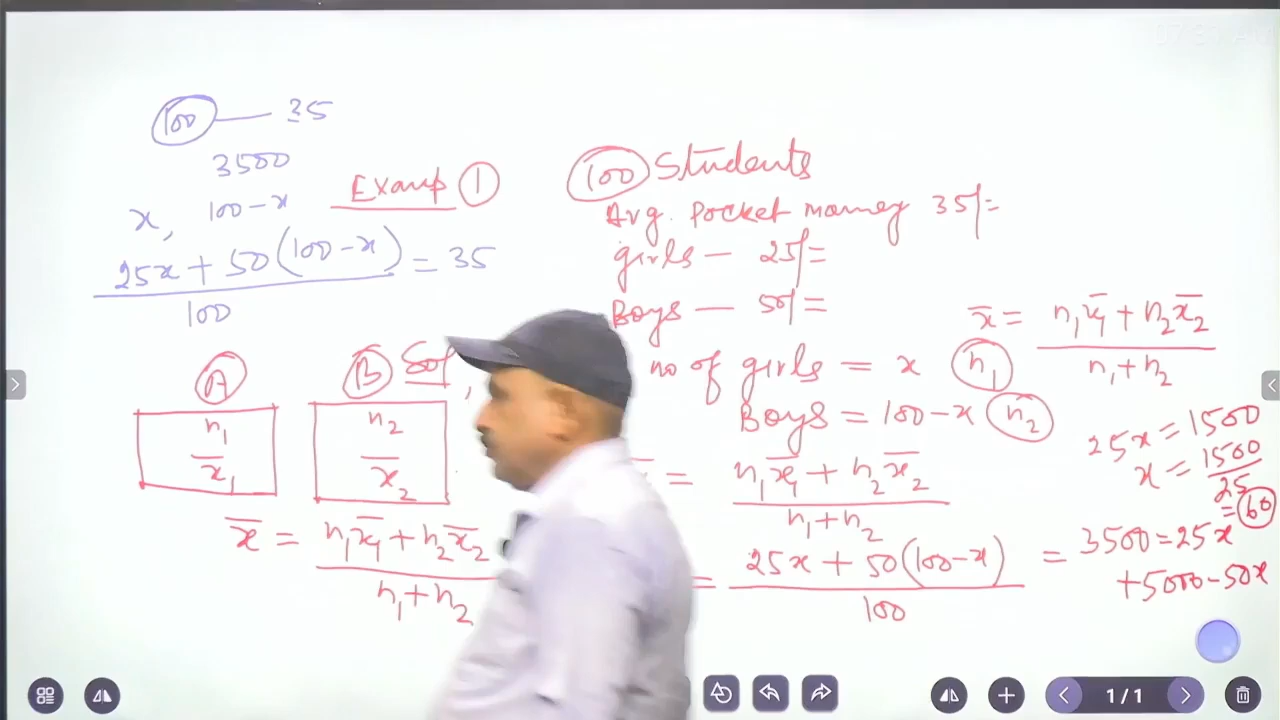 100 — 35
3500
x, 100-x
25x + 50(100-x) = 35
100
Examp 1
100 Students
Avg. Pocket money 35/=
girls — 25/=
Boys — 50/=
x̄ = n₁x̄₁ + n₂x̄₂
n₁ + n₂
A B Sol,
n₁ n₂
x̄₁ x̄₂
x̄ = n₁x̄₁ + n₂x̄₂
n₁ + n₂
no of girls = x n₁
Boys = 100-x n₂
= n₁x̄₁ + n₂x̄₂
n₁ + n₂
= 25x + 50(100-x)
100
= 3500 = 25x
+5000-50x
25x = 1500
x = 1500
25
= 60
1/1